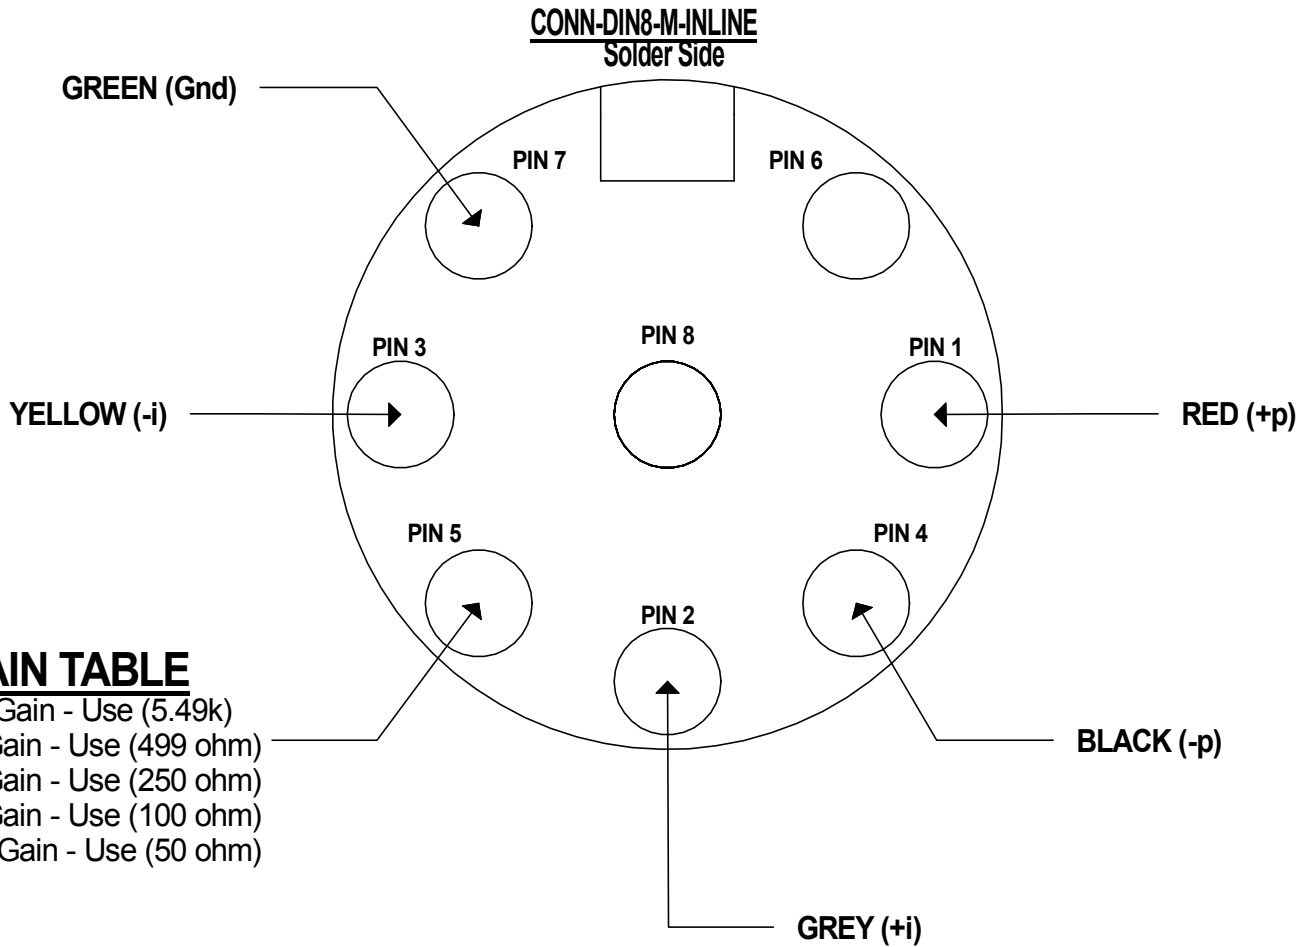 CONN-DIN8-M-INLINE
Solder Side
GREEN (Gnd)
PIN 7
PIN 6
PIN 3
PIN 8
PIN 1
YELLOW (-i)
RED (+p)
PIN 5
PIN 4
PIN 2
AIN TABLE
Gain - Use (5.49k)
Gain - Use (499 ohm)
Gain - Use (250 ohm)
Gain - Use (100 ohm)
Gain - Use (50 ohm)
BLACK (-p)
GREY (+i)